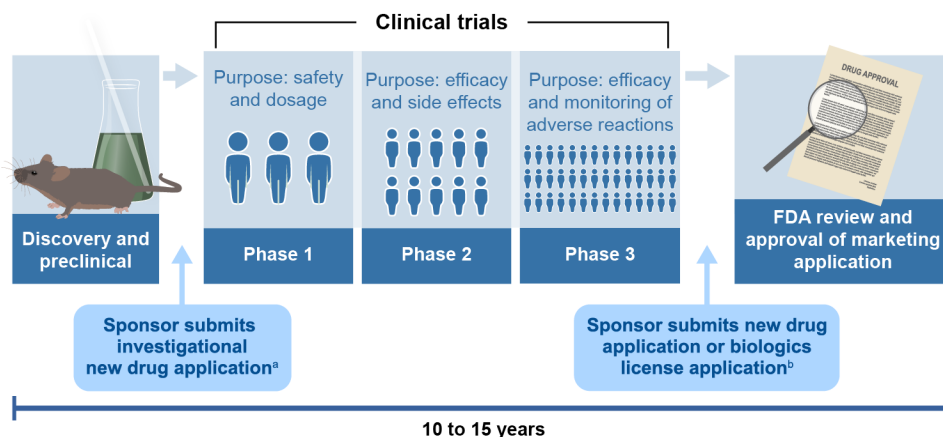 Clinical trials
Purpose: safety
and dosage
Purpose: efficacy
and side effects
Purpose: efficacy
and monitoring of
adverse reactions
DRUG APPROVAL
Discovery and
preclinical
Phase 1
Phase 2
Phase 3
FDA review and
approval of marketing
application
Sponsor submits
investigational
new drug applicationᵃ
Sponsor submits new drug
application or biologics
license applicationᵇ
10 to 15 years